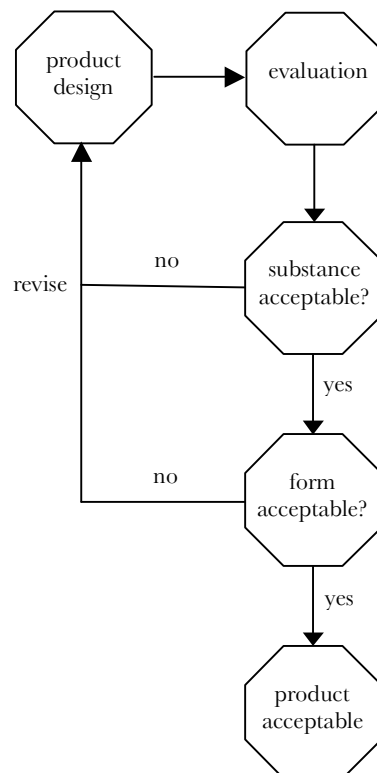 product
design
evaluation
no
substance
acceptable?
revise
yes
no
form
acceptable?
yes
product
acceptable